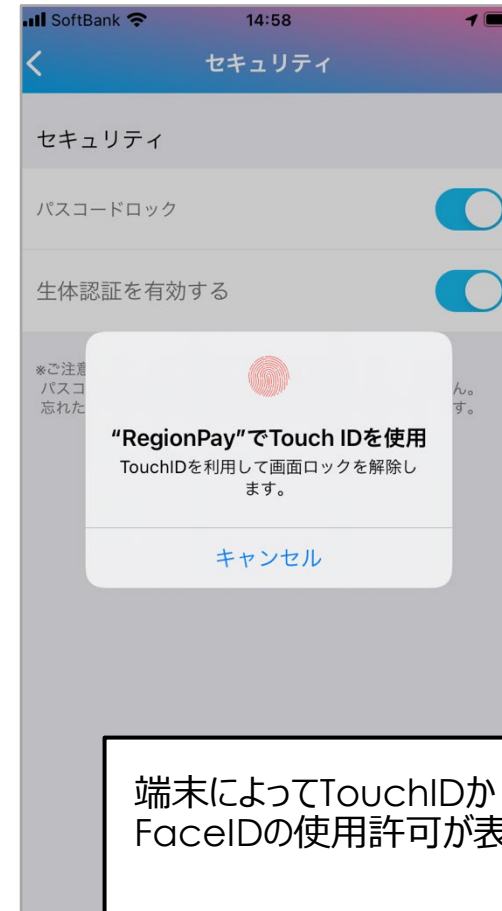 SoftBank 14:58
セキュリティ
セキュリティ
パスコードロック
生体認証を有効する
*ご注意
パスコ ん。
忘れた す。
“RegionPay”でTouch IDを使用
TouchIDを利用して画面ロックを解除し
ます。
キャンセル
端末によってTouchIDか
FaceIDの使用許可が表